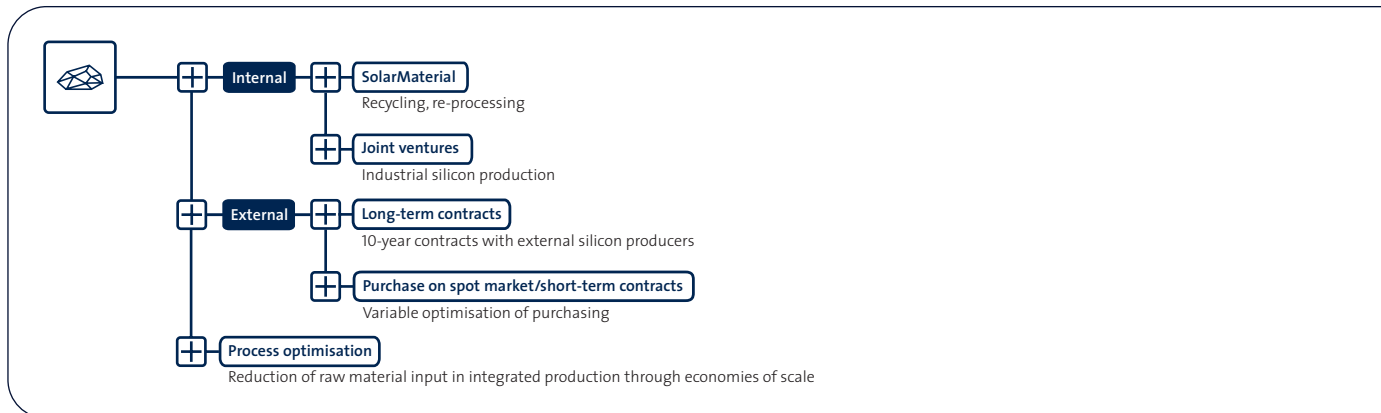 Internal
SolarMaterial
Recycling, re-processing
Joint ventures
Industrial silicon production
External
Long-term contracts
10-year contracts with external silicon producers
Purchase on spot market/short-term contracts
Variable optimisation of purchasing
Process optimisation
Reduction of raw material input in integrated production through economies of scale